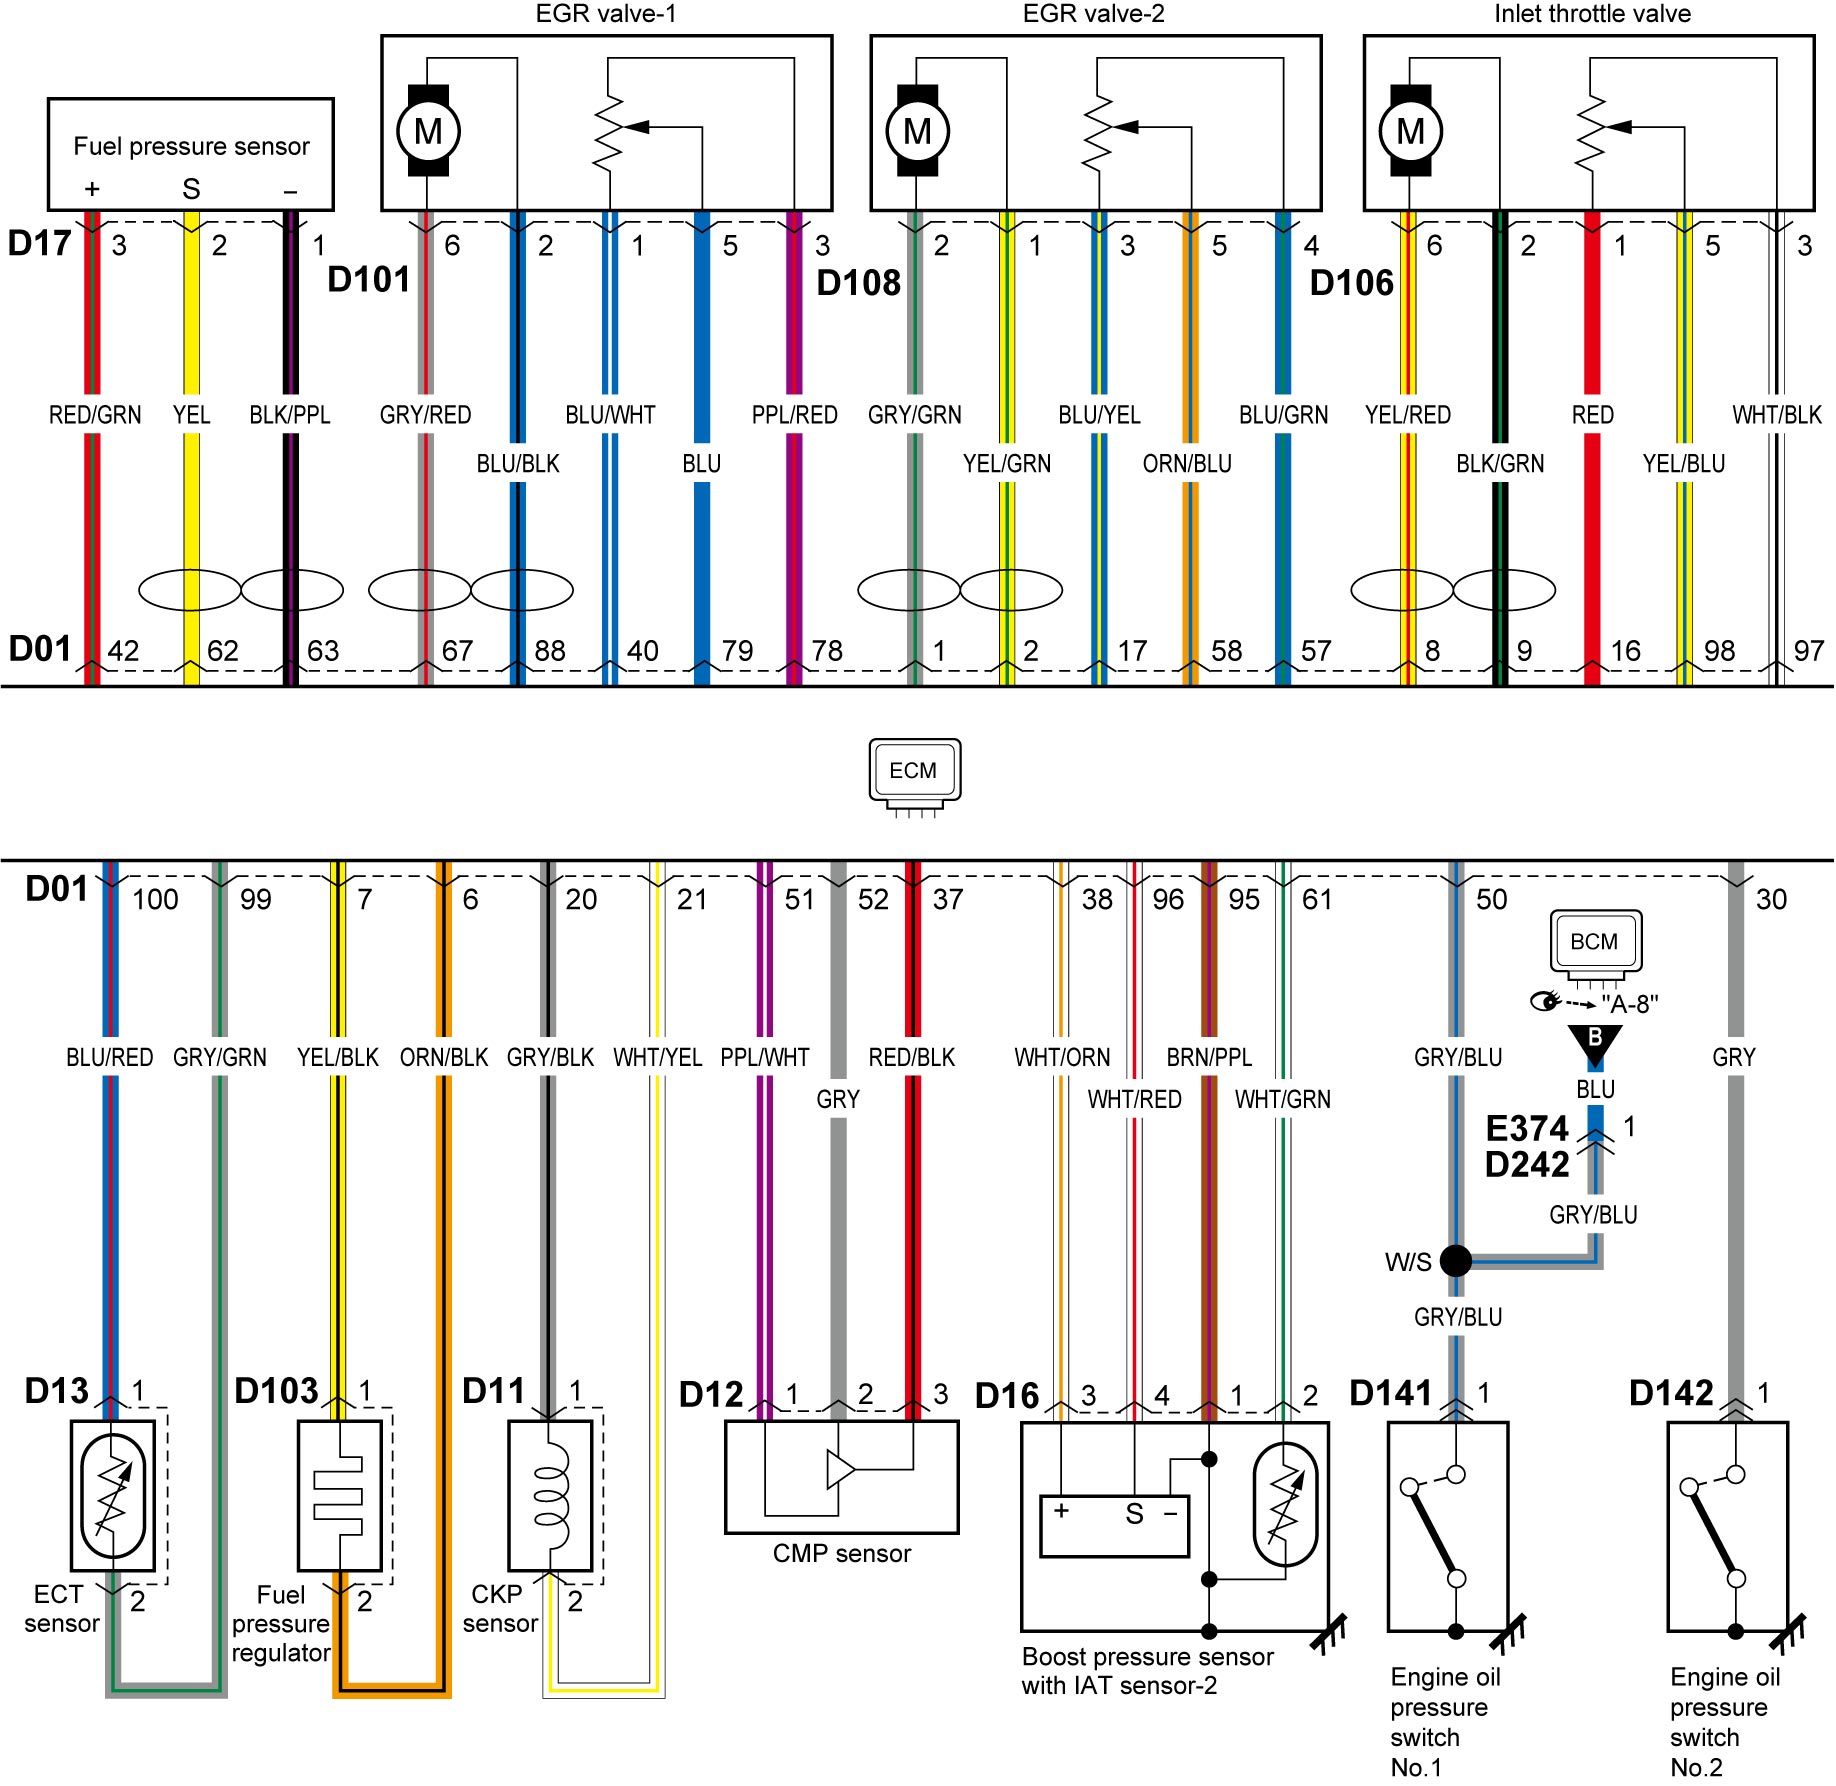 EGR valve-1 EGR valve-2 Inlet throttle valve
M M M
Fuel pressure sensor
+ S −
D17 3 2 1 6 2 1 5 3 2 1 3 5 4 6 2 1 5 3
D101 D108 D106
RED/GRN YEL BLK/PPL GRY/RED BLU/WHT PPL/RED GRY/GRN BLU/YEL BLU/GRN YEL/RED RED WHT/BLK
BLU/BLK BLU YEL/GRN ORN/BLU BLK/GRN YEL/BLU
D01 42 62 63 67 88 40 79 78 1 2 17 58 57 8 9 16 98 97
ECM
D01 100 99 7 6 20 21 51 52 37 38 96 95 61 50 30
BCM
"A-8"
B
BLU/RED GRY/GRN YEL/BLK ORN/BLK GRY/BLK WHT/YEL PPL/WHT RED/BLK WHT/ORN BRN/PPL GRY/BLU GRY
GRY WHT/RED WHT/GRN BLU
E374 1
D242
GRY/BLU
W/S
GRY/BLU
D13 1 D103 1 D11 1 D12 1 2 3 D16 3 4 1 2 D141 1 D142 1
+ S −
CMP sensor
2 2 2
ECT
sensor
Fuel
pressure
regulator
CKP
sensor
Boost pressure sensor
with IAT sensor-2
Engine oil
pressure
switch
No.1
Engine oil
pressure
switch
No.2